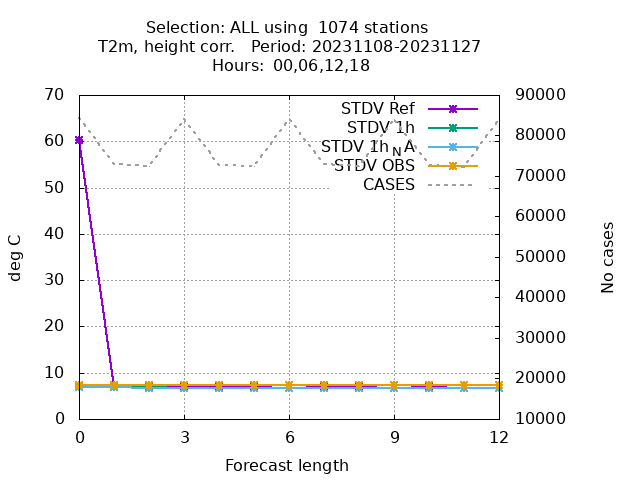 Selection: ALL using  1074 stations
T2m, height corr.   Period: 20231108-20231127
Hours:  00,06,12,18
70
60
50
40
30
20
10
0
deg C
90000
80000
70000
60000
50000
40000
30000
20000
10000
No cases
STDV Ref
STDV 1h
STDV 1h_NA
STDV OBS
CASES
0 3 6 9 12
Forecast length